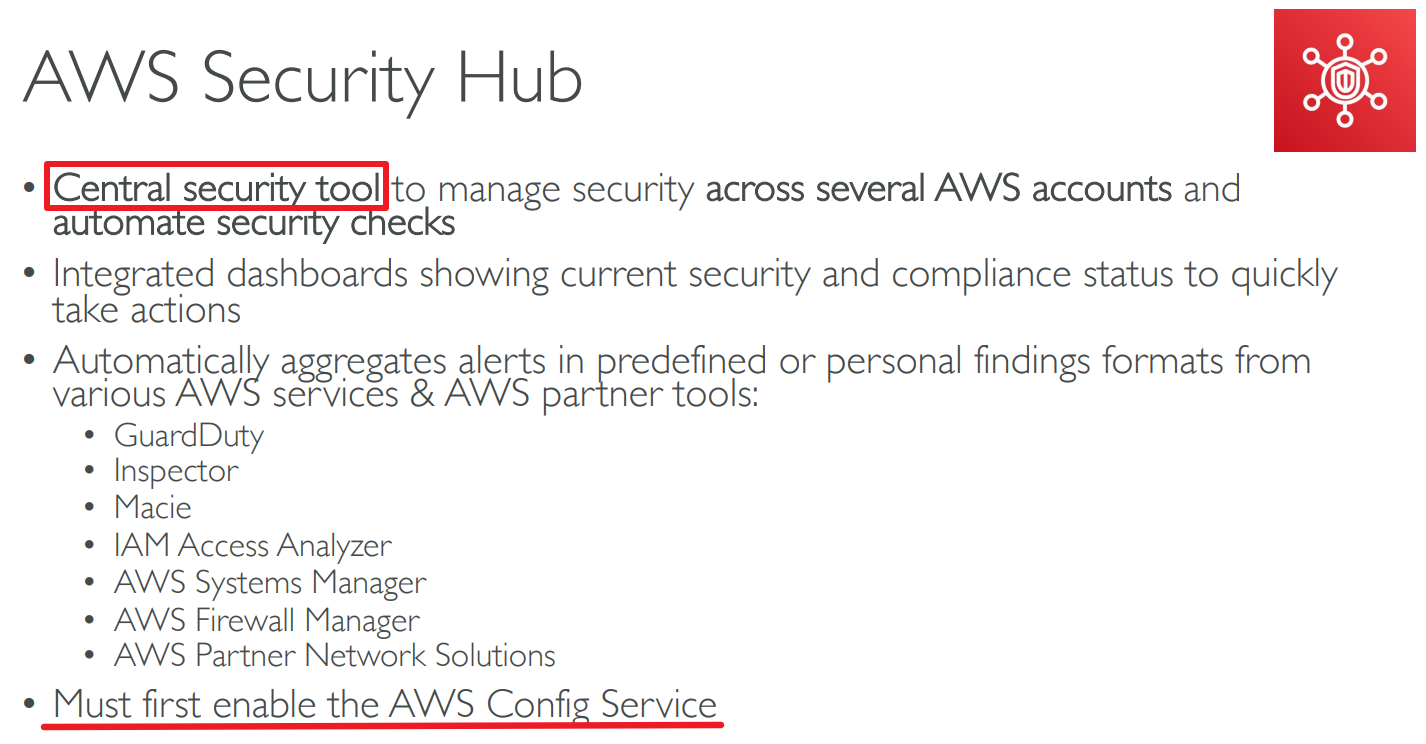 AWS Security Hub
• Central security tool to manage security across several AWS accounts and
automate security checks
• Integrated dashboards showing current security and compliance status to quickly
take actions
• Automatically aggregates alerts in predefined or personal findings formats from
various AWS services & AWS partner tools:
• GuardDuty
• Inspector
• Macie
• IAM Access Analyzer
• AWS Systems Manager
• AWS Firewall Manager
• AWS Partner Network Solutions
• Must first enable the AWS Config Service